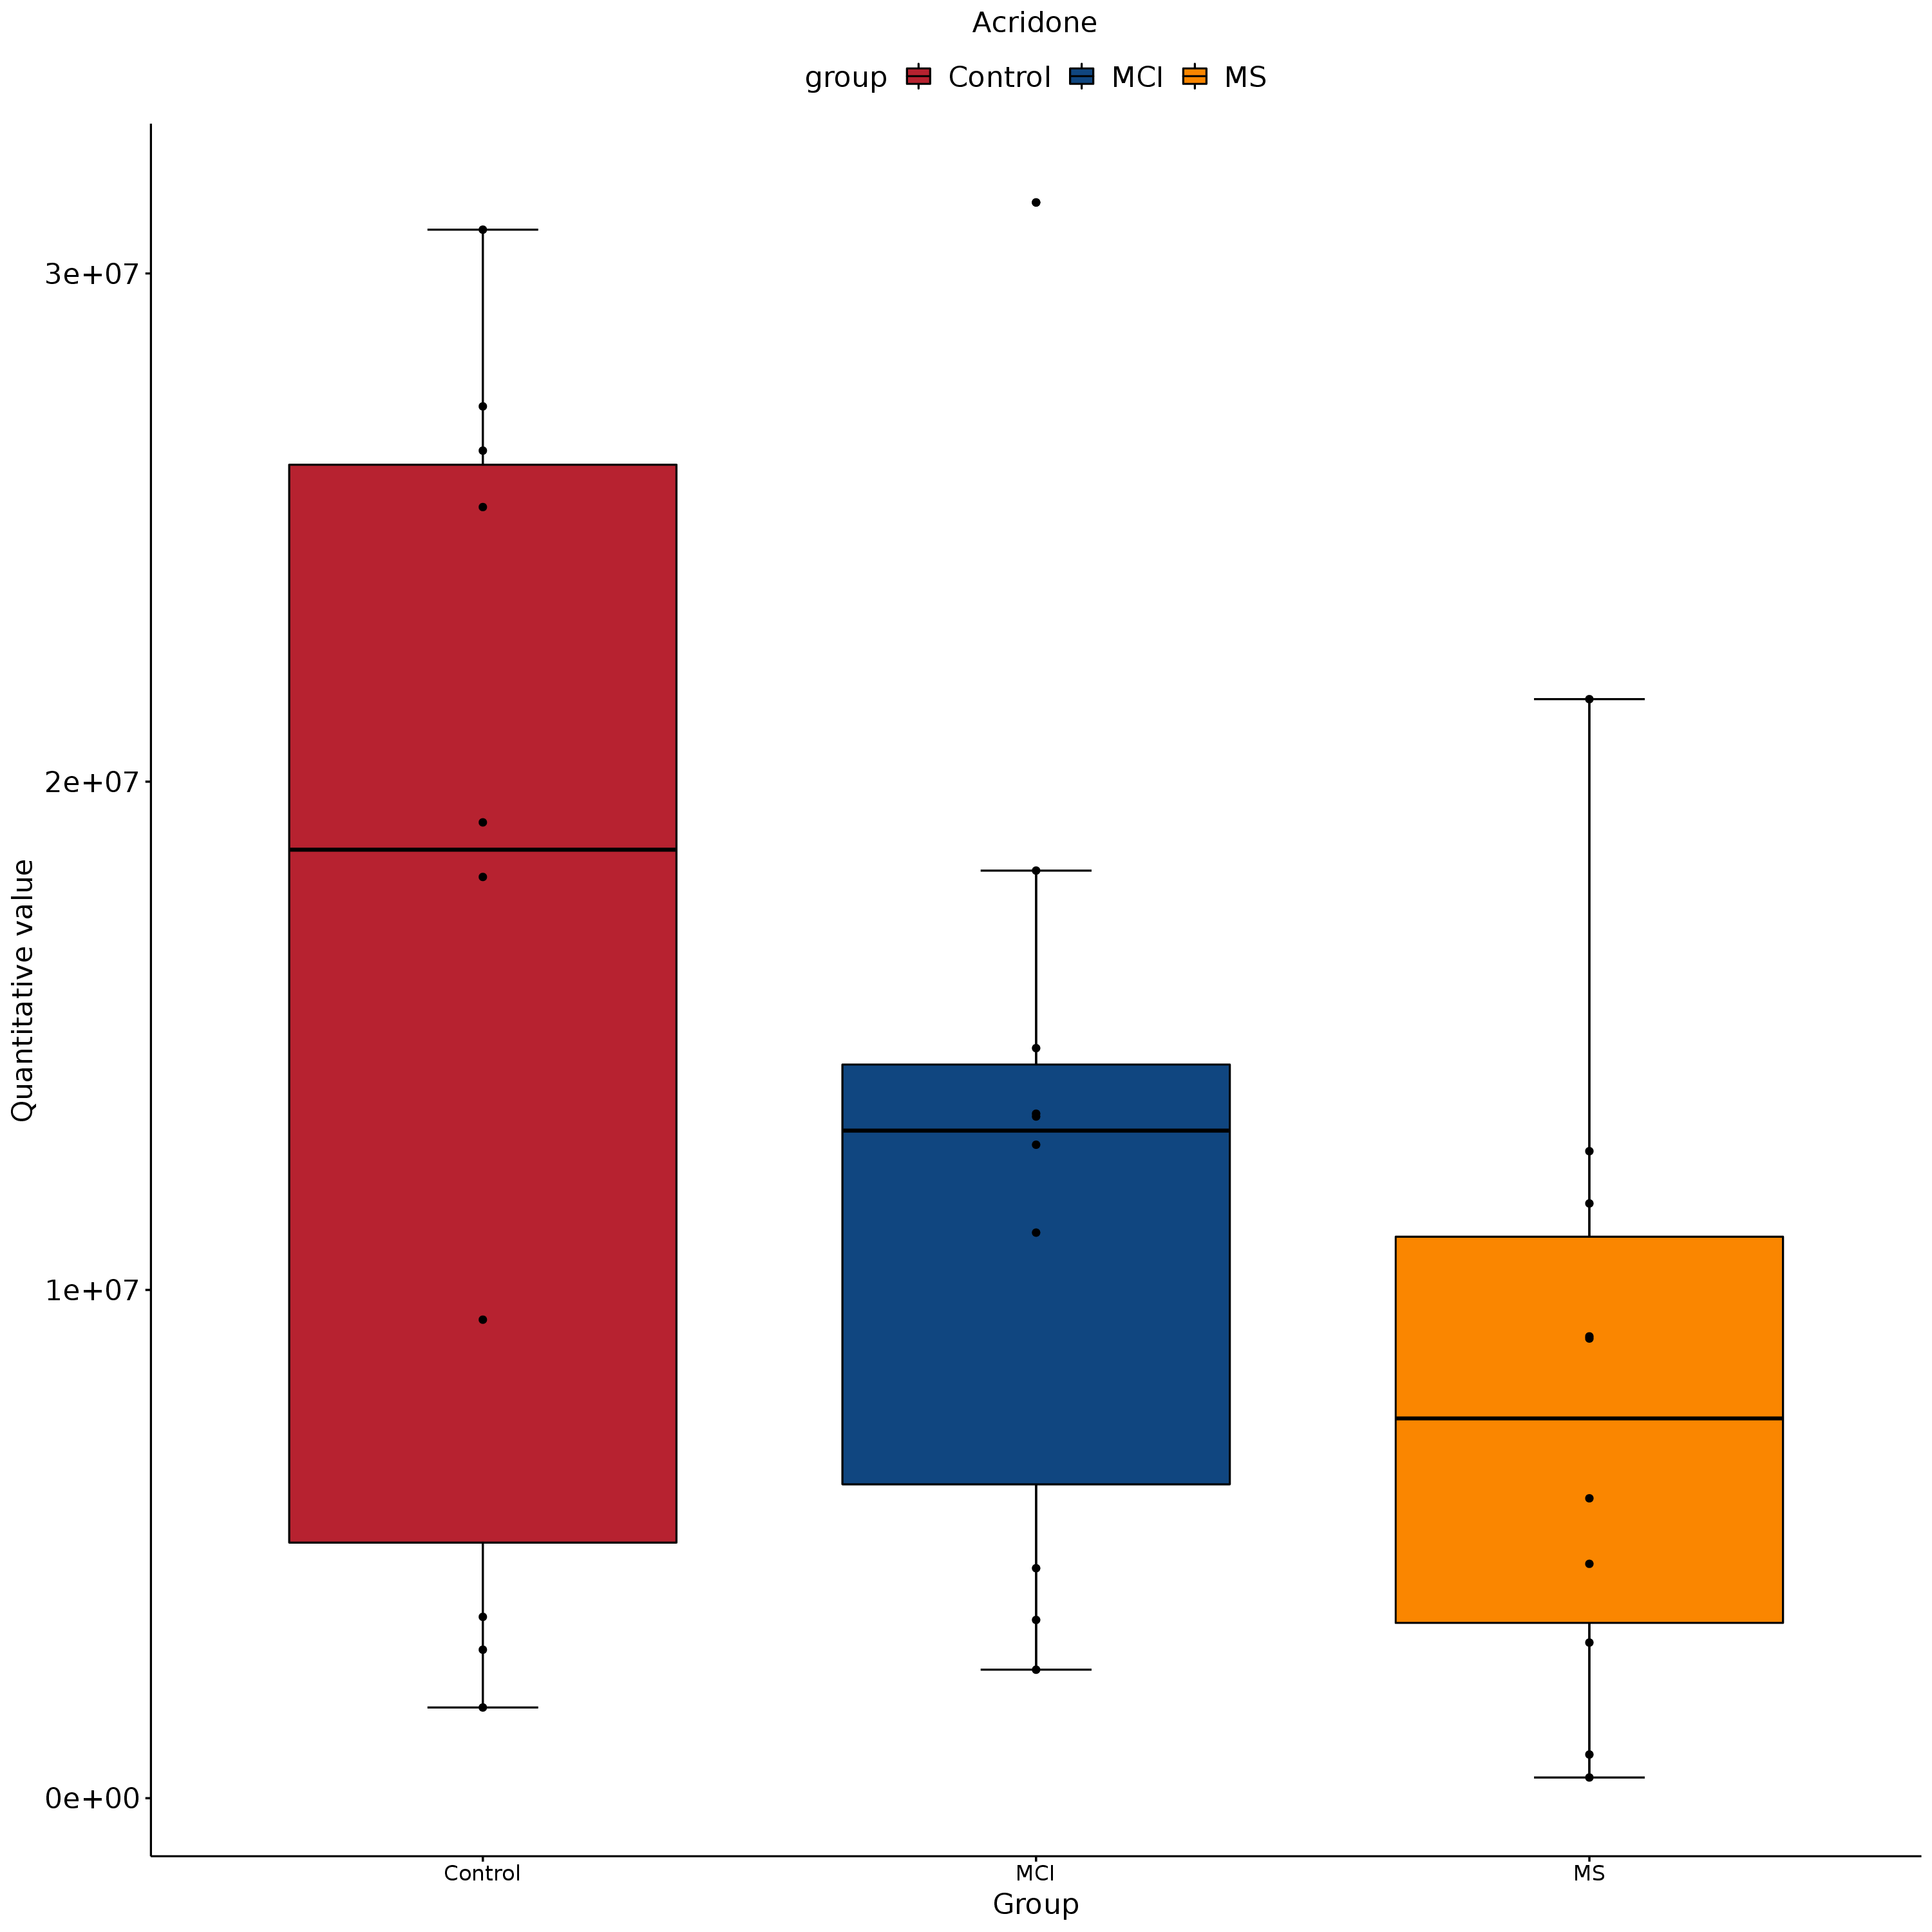 Acridone
group Control MCI MS
Quantitative value
3e+07
2e+07
1e+07
0e+00
Control MCI MS
Group